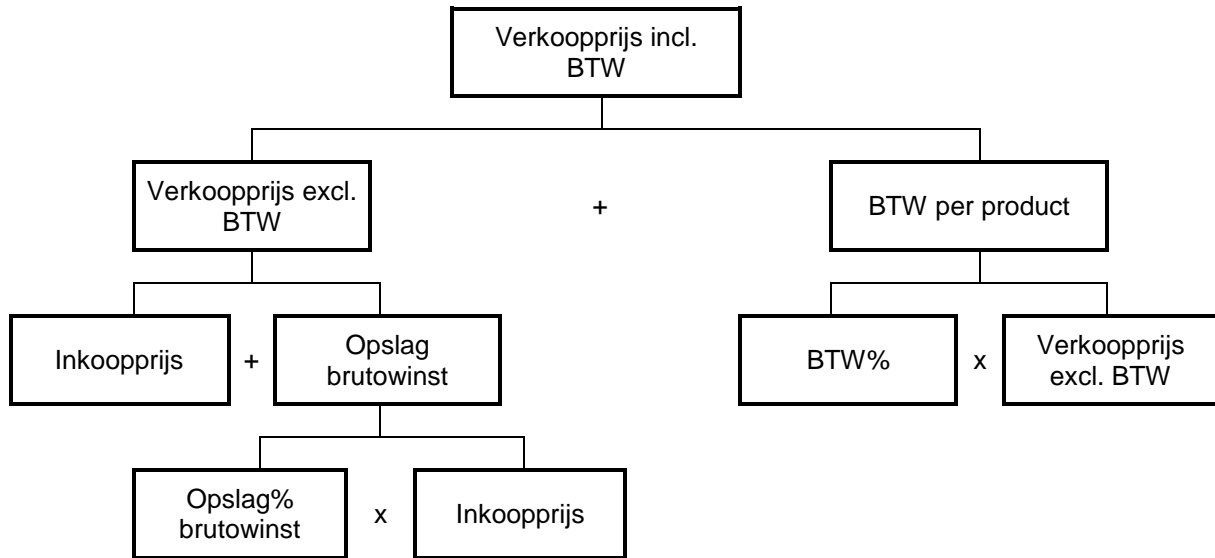 Verkoopprijs incl.
BTW
Verkoopprijs excl.
BTW
+
BTW per product
Inkoopprijs
+
Opslag
brutowinst
BTW%
x
Verkoopprijs
excl. BTW
Opslag%
brutowinst
x
Inkoopprijs